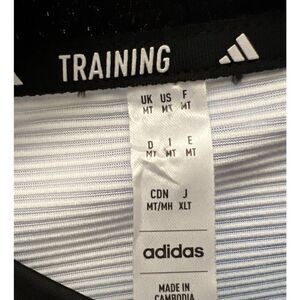 TRAINING
UK US F
MT MT MT
D I E
MT MT MT
CDN J
MT/MH XLT
adidas
MADE IN
CAMBODIA